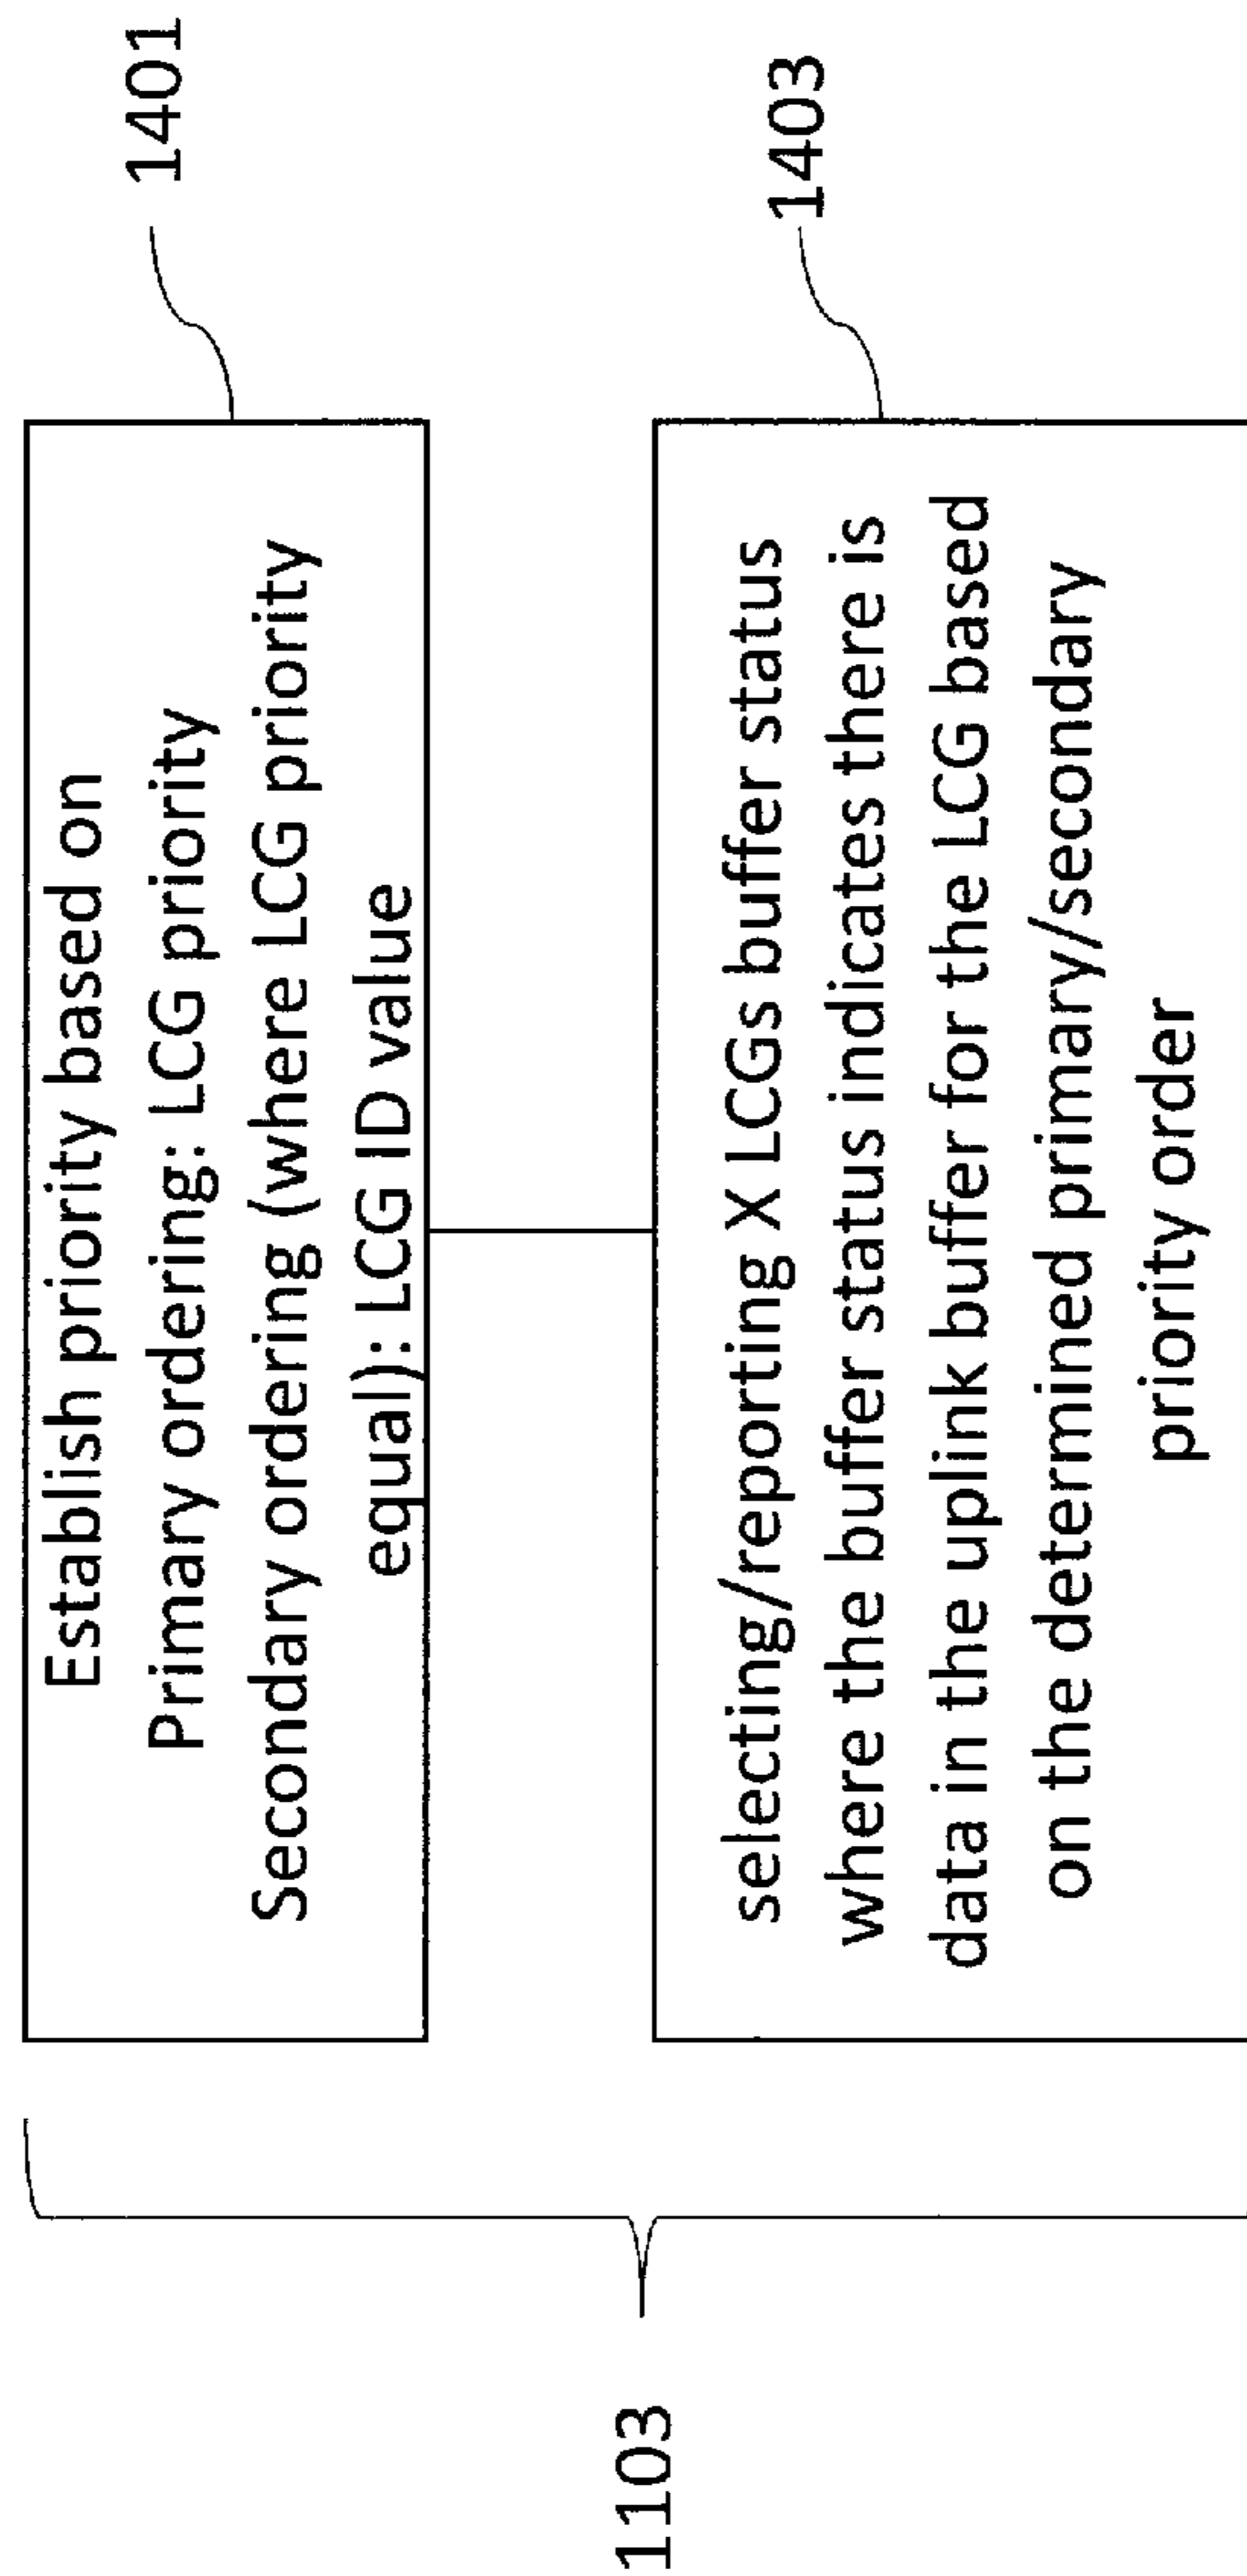 1401
Establish priority based on
Primary ordering: LCG priority
Secondary ordering (where LCG priority
equal): LCG ID value
1403
selecting/reporting X LCGs buffer status
where the buffer status indicates there is
data in the uplink buffer for the LCG based
on the determined primary/secondary
priority order
1103